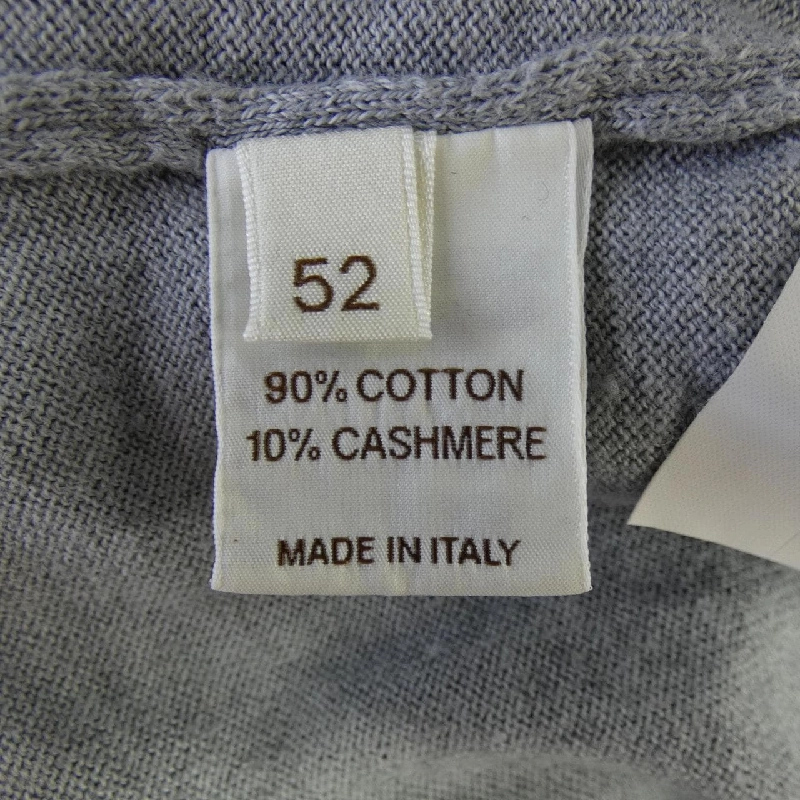 52
90% COTTON
10% CASHMERE
MADE IN ITALY